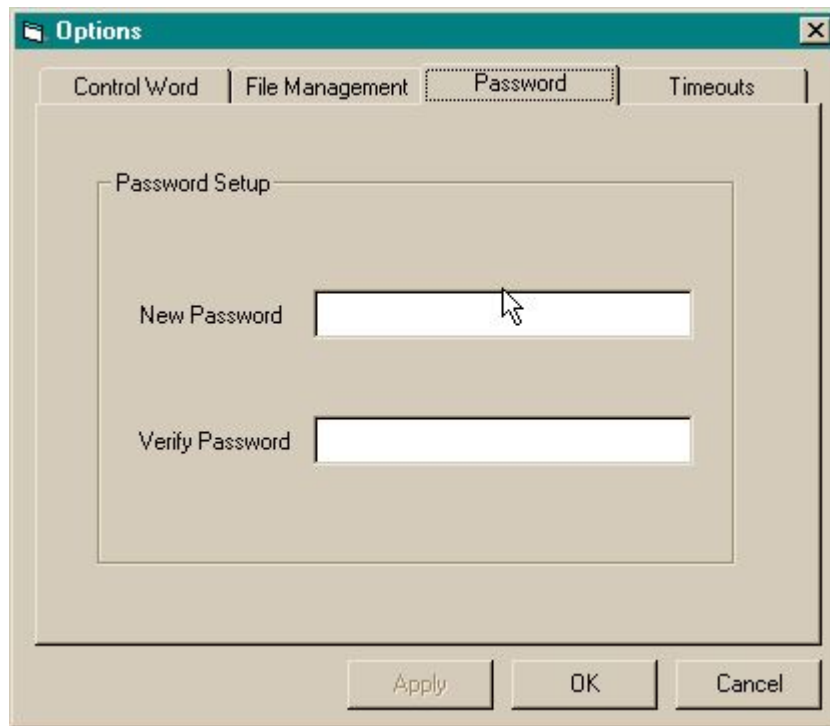 Options
Control Word File Management Password Timeouts
Password Setup
New Password
Verify Password
Apply OK Cancel